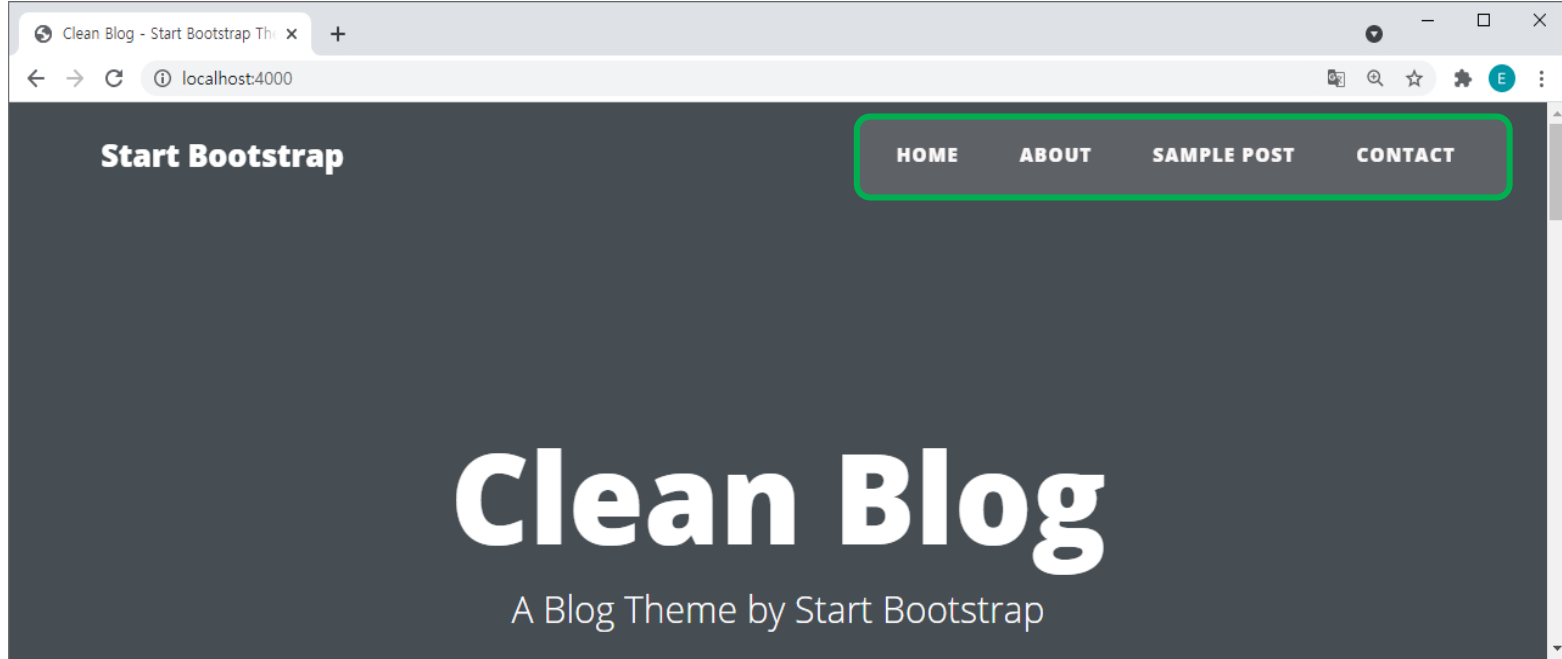 Clean Blog - Start Bootstrap Th
localhost:4000
E
Start Bootstrap
HOME ABOUT SAMPLE POST CONTACT
Clean Blog
A Blog Theme by Start Bootstrap